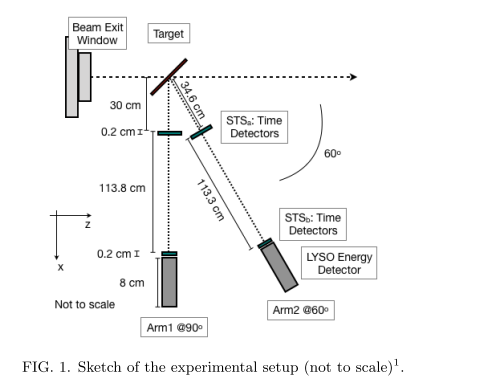 Beam Exit
Window
Target
34.6 cm
30 cm
STSₐ: Time
Detectors
0.2 cm
60º
113.8 cm
113.3 cm
STS_b: Time
Detectors
z
x
0.2 cm
LYSO Energy
Detector
8 cm
Not to scale
Arm2 @60º
Arm1 @90º
FIG. 1. Sketch of the experimental setup (not to scale)¹.